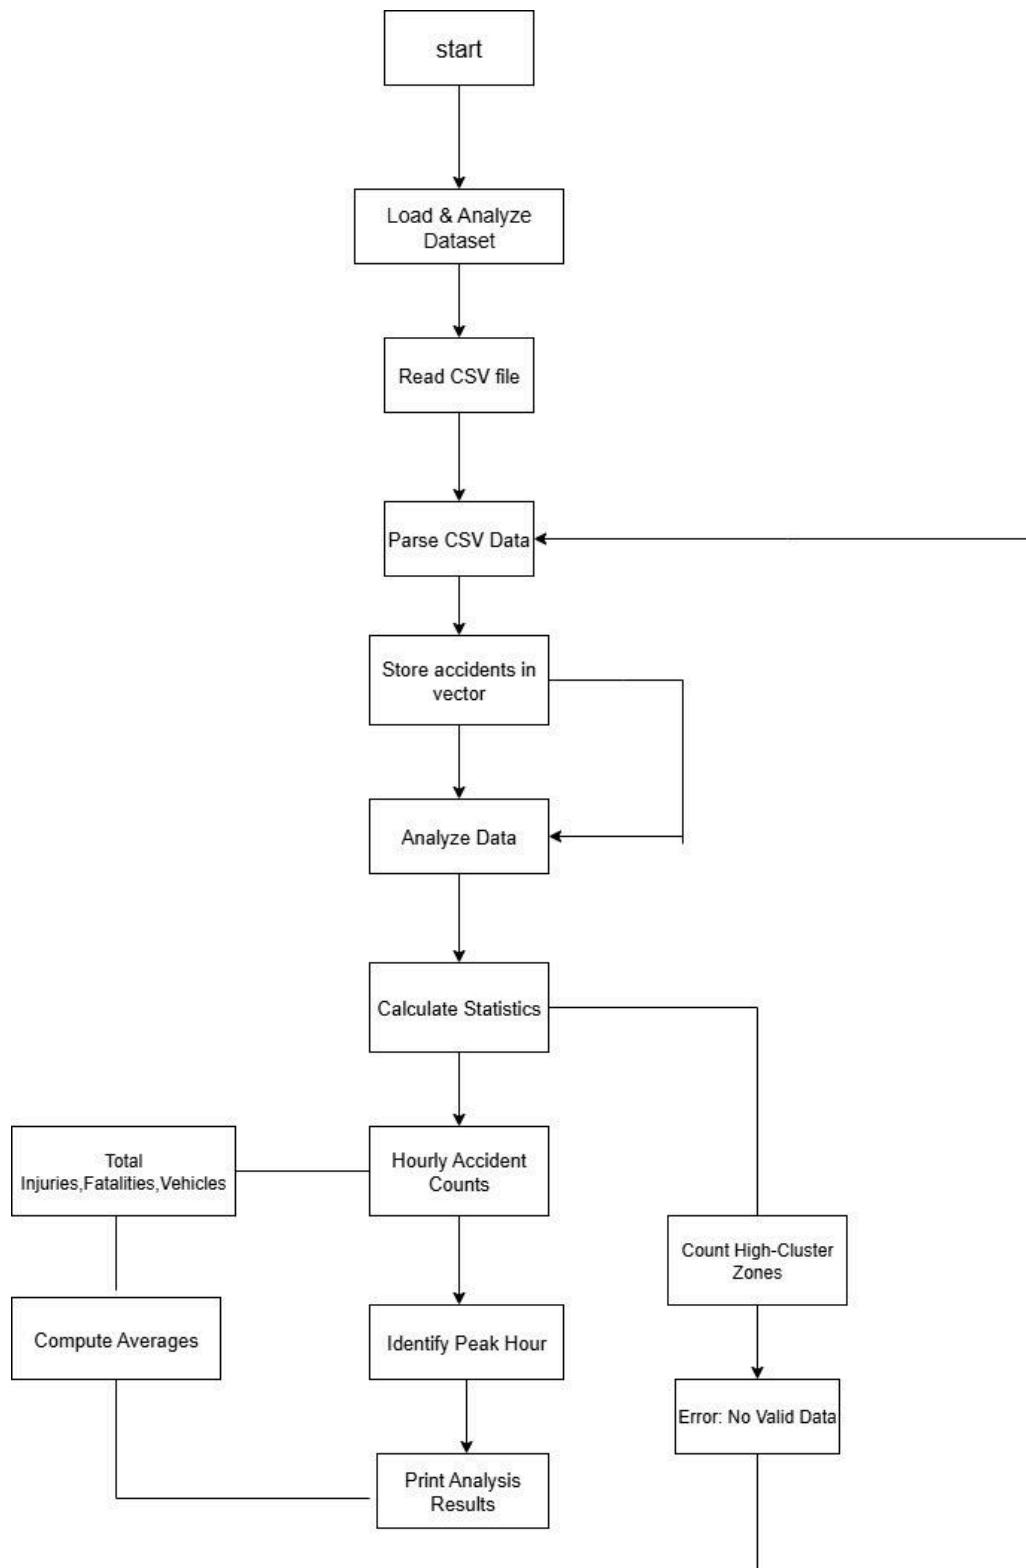 start
Load & Analyze
Dataset
Read CSV file
Parse CSV Data
Store accidents in
vector
Analyze Data
Calculate Statistics
Total
Injuries,Fatalities,Vehicles
Hourly Accident
Counts
Count High-Cluster
Zones
Compute Averages
Identify Peak Hour
Error: No Valid Data
Print Analysis
Results